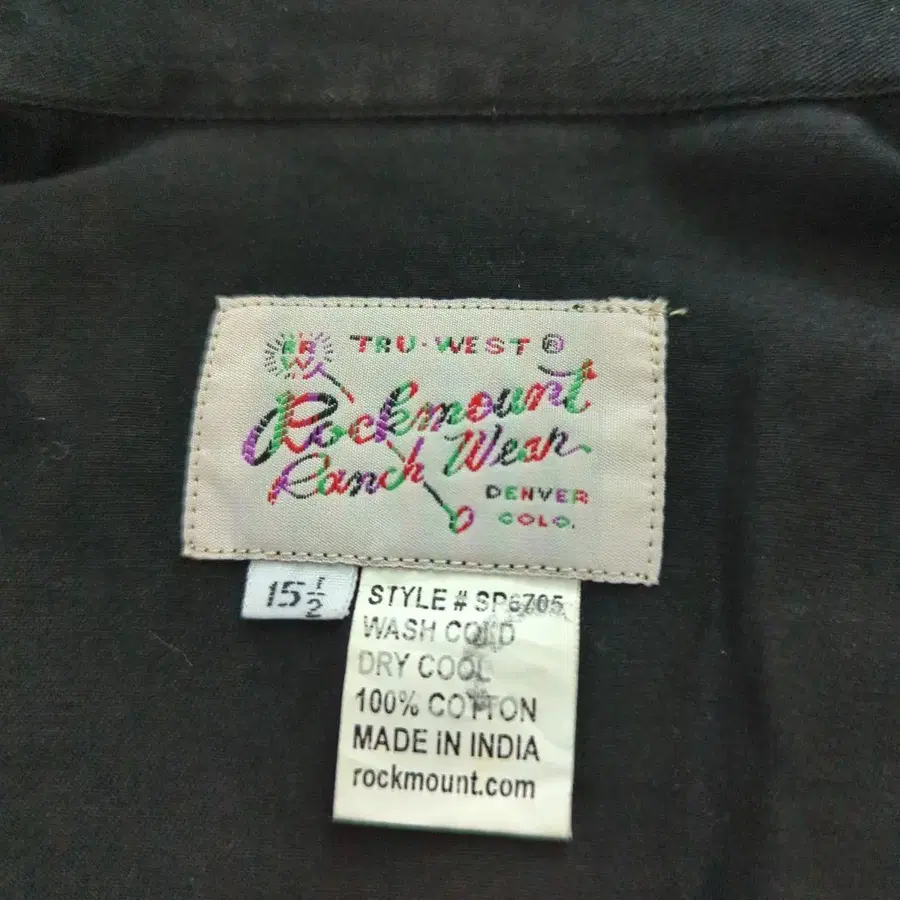 RR
W
TRU-WEST ®
Rockmount
Ranch Wear
DENVER
COLO.
15 1/2
STYLE # SP6705
WASH COLD
DRY COOL
100% COTTON
MADE IN INDIA
rockmount.com